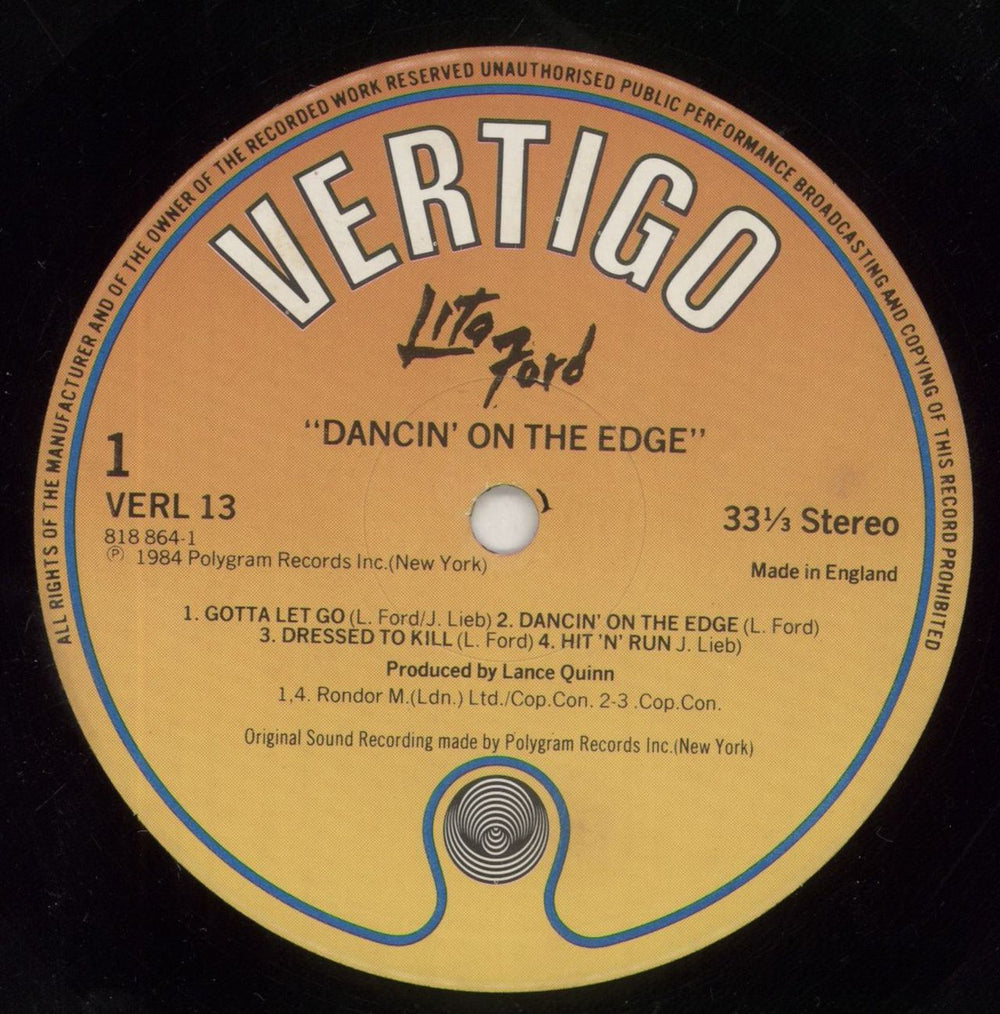 ALL RIGHTS OF THE MANUFACTURER AND OF THE OWNER OF THE RECORDED WORK RESERVED UNAUTHORISED PUBLIC PERFORMANCE BROADCASTING AND COPYING OF THIS RECORD PROHIBITED
VERTIGO
Lita Ford
“DANCIN’ ON THE EDGE”
1
VERL 13
818 864-1
℗ 1984 Polygram Records Inc.(New York)
33⅓ Stereo
Made in England
1. GOTTA LET GO (L. Ford/J. Lieb) 2. DANCIN’ ON THE EDGE (L. Ford)
3. DRESSED TO KILL (L. Ford) 4. HIT ’N’ RUN J. Lieb)
Produced by Lance Quinn
1,4. Rondor M.(Ldn.) Ltd./Cop.Con. 2-3 .Cop.Con.
Original Sound Recording made by Polygram Records Inc.(New York)